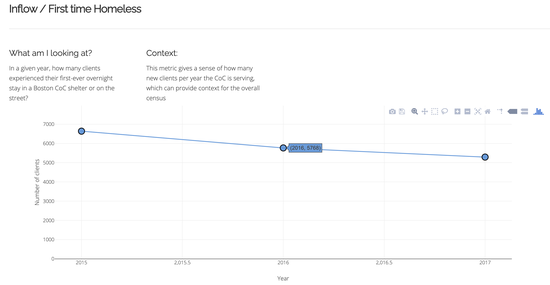 Inflow / First time Homeless
What am I looking at?
In a given year, how many clients
experienced their first-ever overnight
stay in a Boston CoC shelter or on the
street?
Context:
This metric gives a sense of how many
new clients per year the CoC is serving,
which can provide context for the overall
census
7000
6000
5000
4000
3000
2000
1000
0
Number of clients
(2016, 5766)
2015
2,015.5
2016
2,016.5
2017
Year